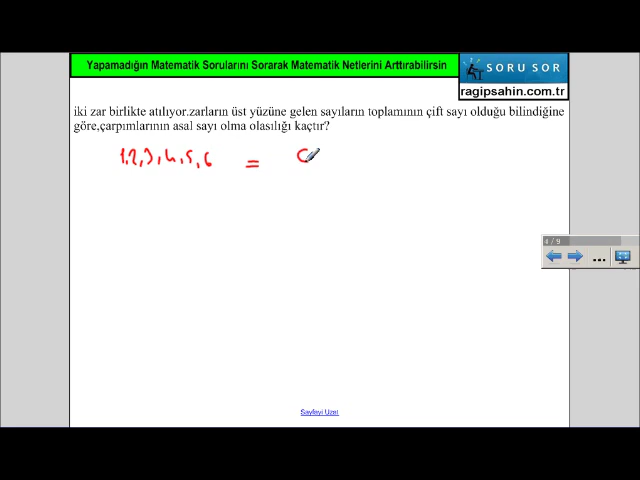 Yapamadığın Matematik Sorularını Sorarak Matematik Netlerini Arttırabilirsin
SORU SOR
ragipsahin.com.tr
iki zar birlikte atılıyor.zarların üst yüzüne gelen sayıların toplamının çift sayı olduğu bilindiğine
göre,çarpımlarının asal sayı olma olasılığı kaçtır?
1,2,3,4,5,6 =
4 / 9
...
Sayfayı Uzat